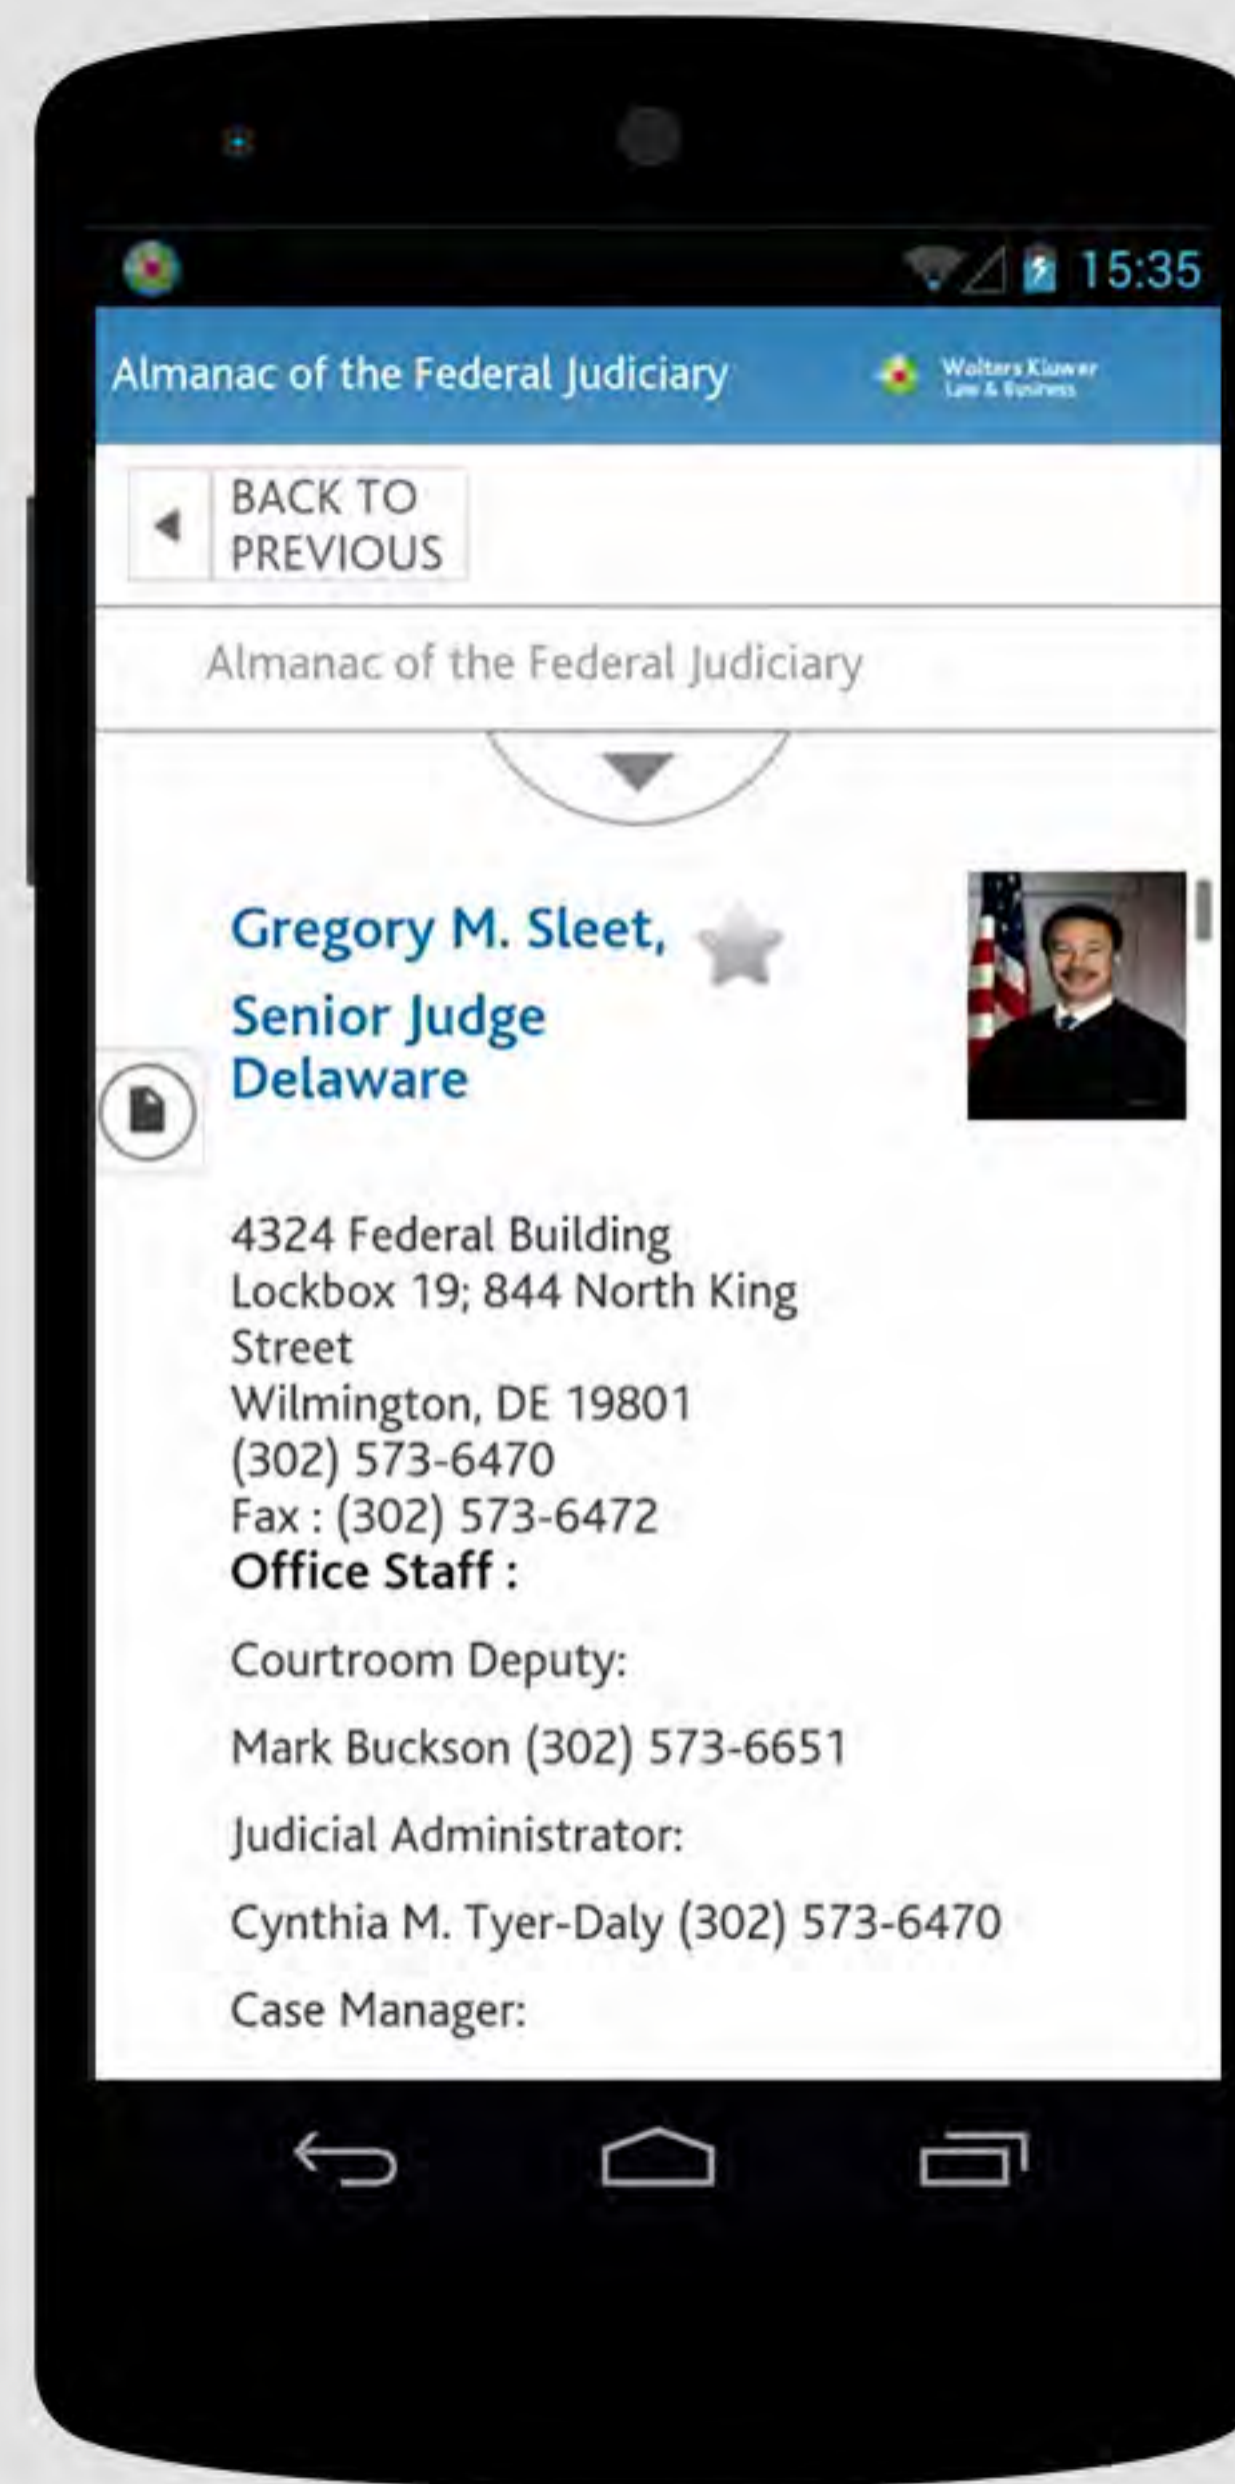 15:35
Almanac of the Federal Judiciary
Wolters Kluwer
Law & Business
BACK TO
PREVIOUS
Almanac of the Federal Judiciary
Gregory M. Sleet,
Senior Judge
Delaware
4324 Federal Building
Lockbox 19; 844 North King
Street
Wilmington, DE 19801
(302) 573-6470
Fax : (302) 573-6472
Office Staff :
Courtroom Deputy:
Mark Buckson (302) 573-6651
Judicial Administrator:
Cynthia M. Tyer-Daly (302) 573-6470
Case Manager: